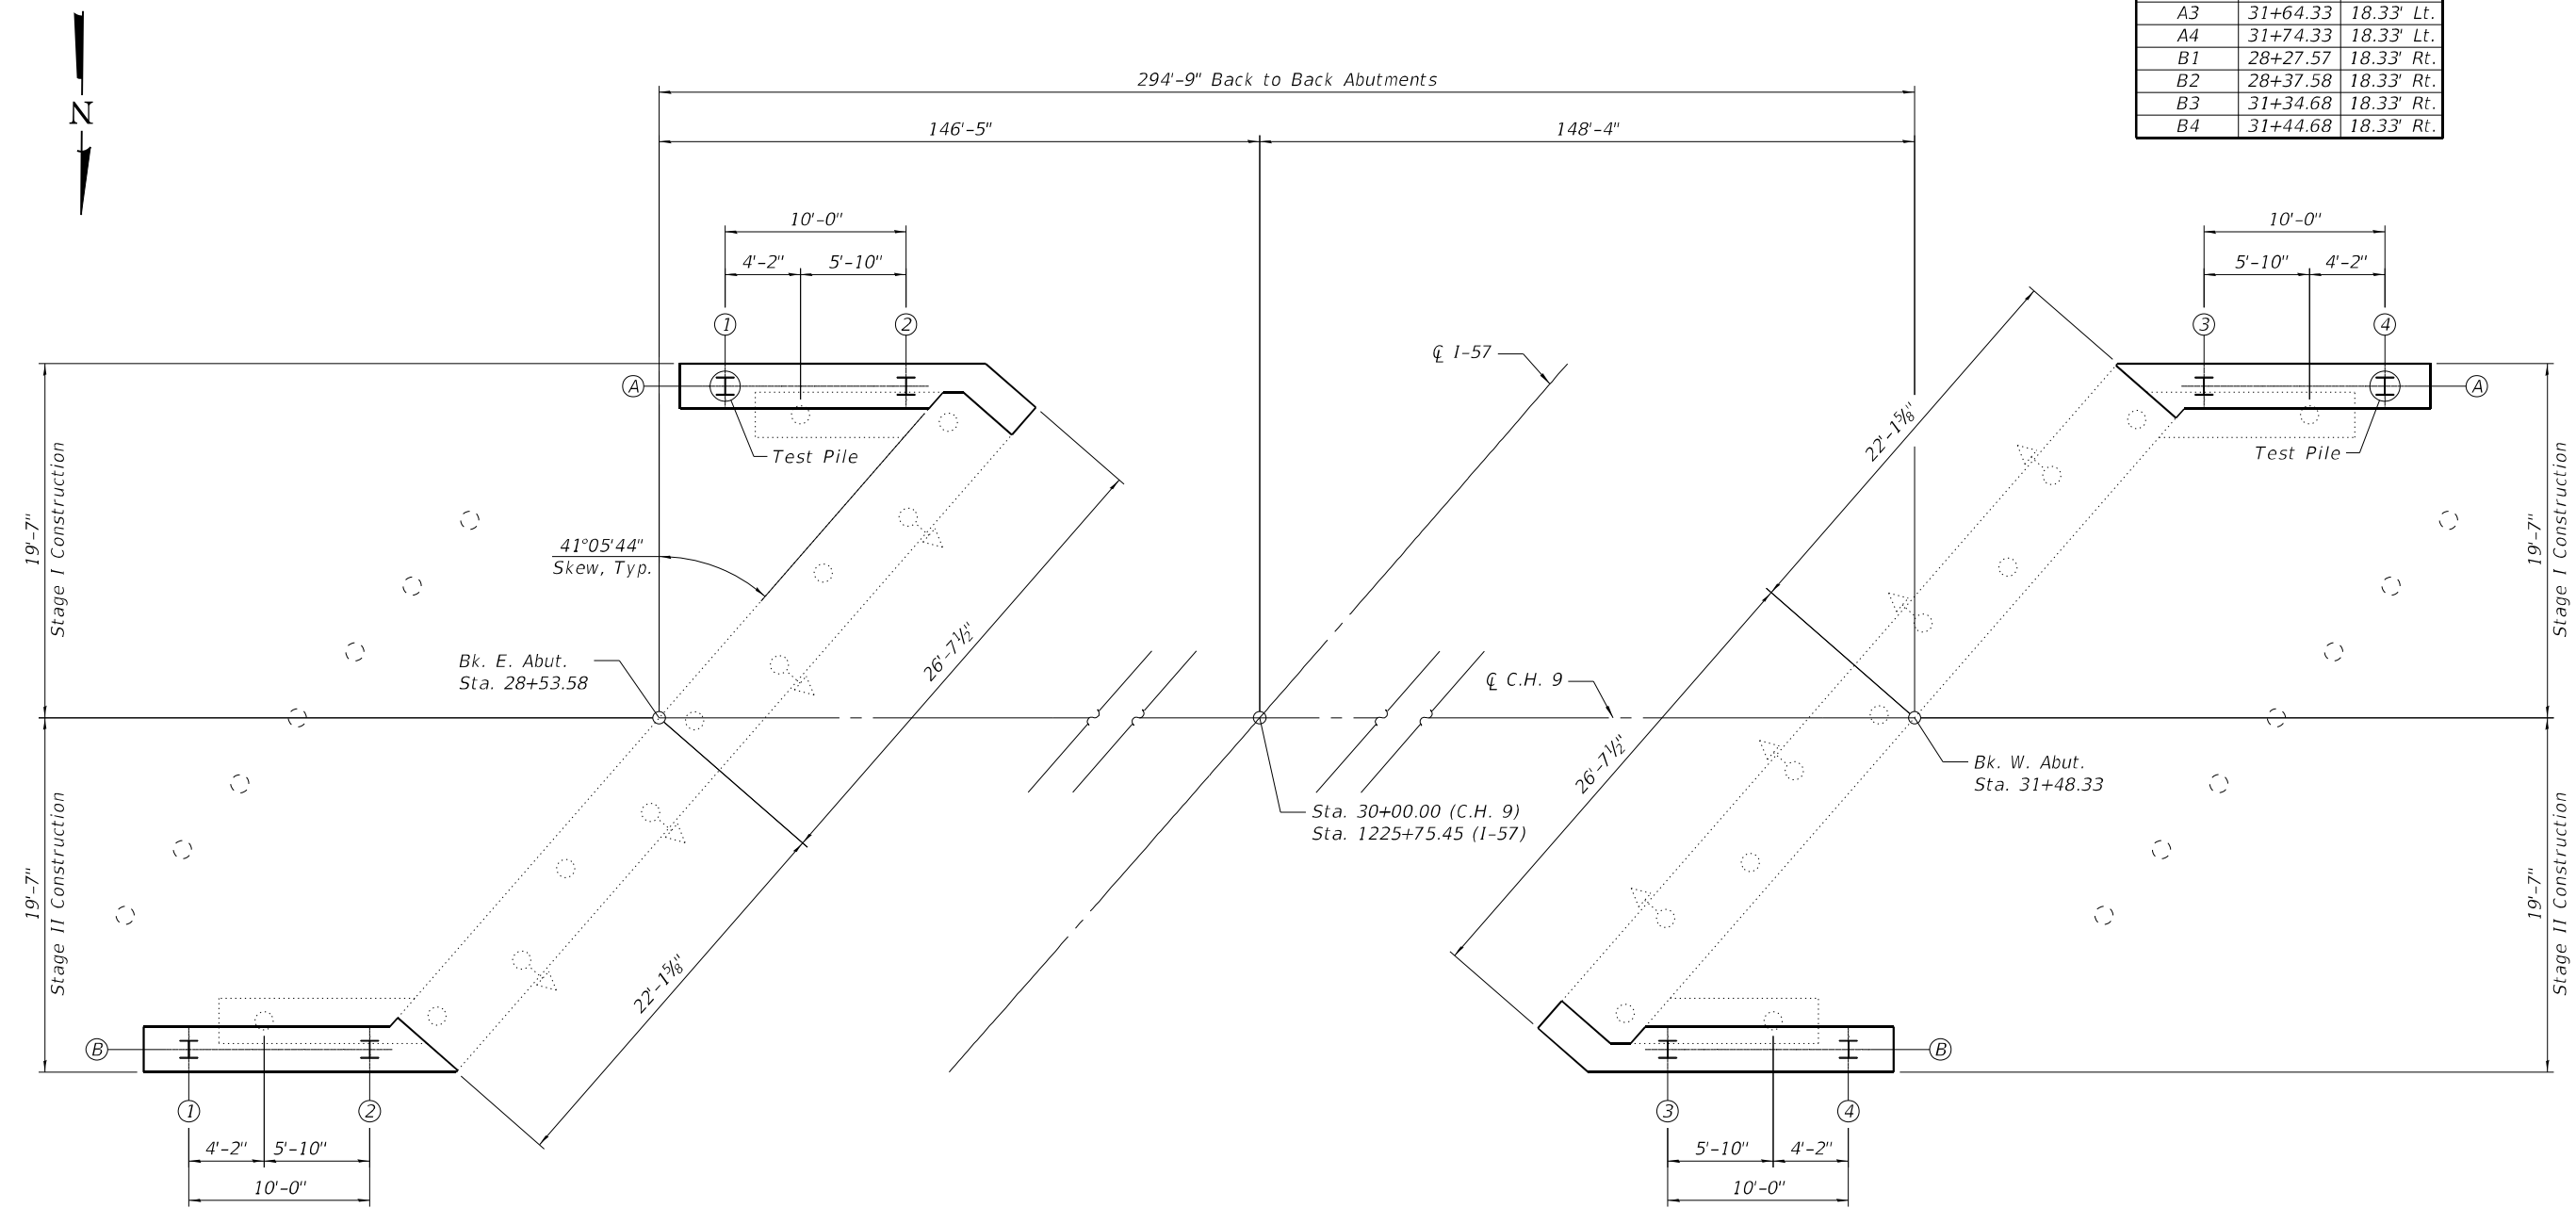 N
A3 31+64.33 18.33' Lt.
A4 31+74.33 18.33' Lt.
B1 28+27.57 18.33' Rt.
B2 28+37.58 18.33' Rt.
B3 31+34.68 18.33' Rt.
B4 31+44.68 18.33' Rt.
294'-9" Back to Back Abutments
146'-5" 148'-4"
10'-0" 10'-0"
4'-2" 5'-10" 5'-10" 4'-2"
1 2 3 4
℄ I-57
A A
Test Pile Test Pile
22'-1⅝"
19'-7"
Stage I Construction
19'-7"
Stage I Construction
41°05'44"
Skew, Typ.
26'-7½"
Bk. E. Abut.
Sta. 28+53.58
℄ C.H. 9
26'-7½"
Bk. W. Abut.
Sta. 31+48.33
Sta. 30+00.00 (C.H. 9)
Sta. 1225+75.45 (I-57)
19'-7"
Stage II Construction
19'-7"
Stage II Construction
22'-1⅝"
B B
1 2 3 4
4'-2" 5'-10" 5'-10" 4'-2"
10'-0" 10'-0"